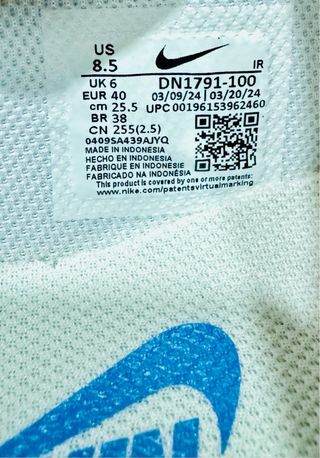 US
8.5
IR
UK 6
DN1791-100
EUR 40
03/09/24 | 03/20/24
cm 25.5
UPC 00196153962460
BR 38
CN 255(2.5)
0409SA439AJYQ
MADE IN INDONESIA
HECHO EN INDONESIA
FABRIQUE EN INDONESIE
FABRICADO NA INDONÉSIA
This product is covered by one or more patents:
www.nike.com/patentsvirtualmarking